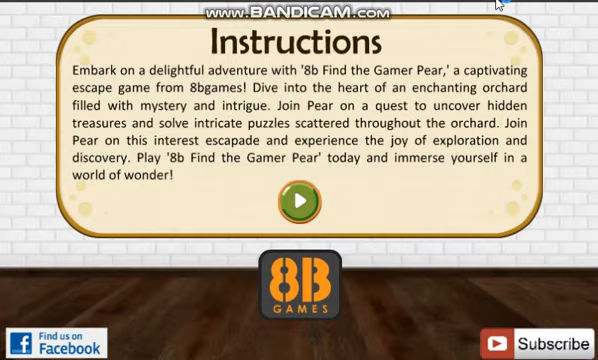 www.BANDICAM.com
Instructions
Embark on a delightful adventure with '8b Find the Gamer Pear,' a captivating
escape game from 8bgames! Dive into the heart of an enchanting orchard
filled with mystery and intrigue. Join Pear on a quest to uncover hidden
treasures and solve intricate puzzles scattered throughout the orchard. Join
Pear on this interest escapade and experience the joy of exploration and
discovery. Play '8b Find the Gamer Pear' today and immerse yourself in a
world of wonder!
8B
GAMES
Find us on
Facebook
Subscribe